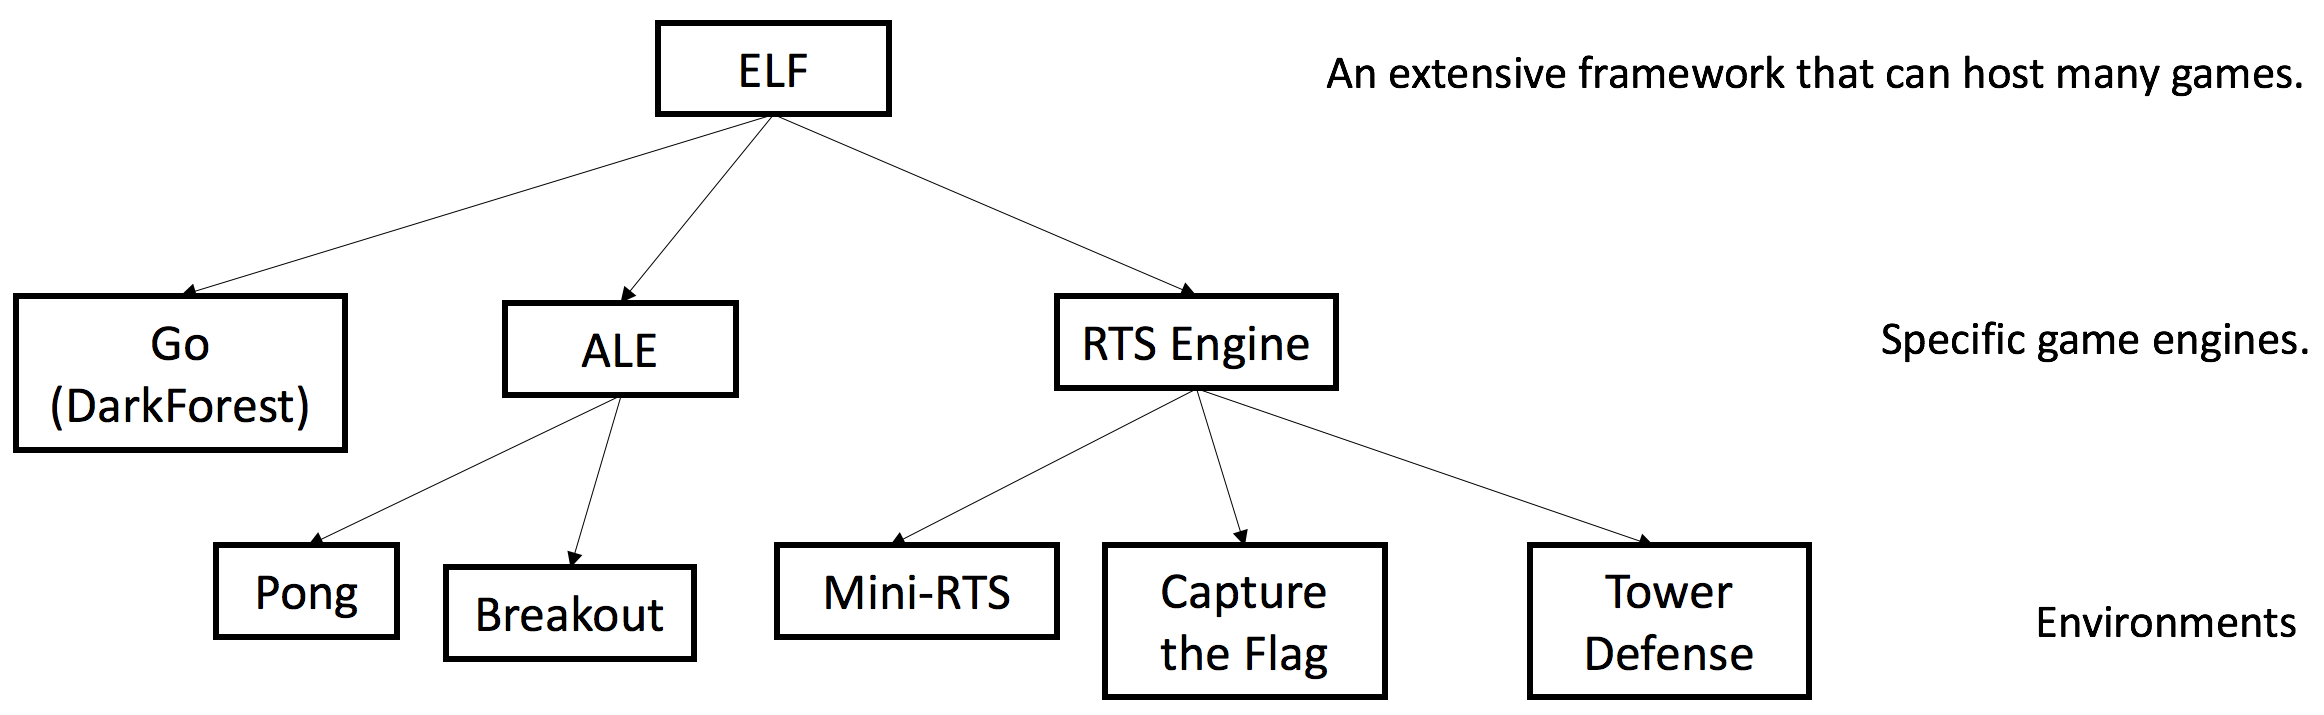 ELF
An extensive framework that can host many games.
Go
(DarkForest)
ALE
RTS Engine
Specific game engines.
Pong
Breakout
Mini-RTS
Capture
the Flag
Tower
Defense
Environments